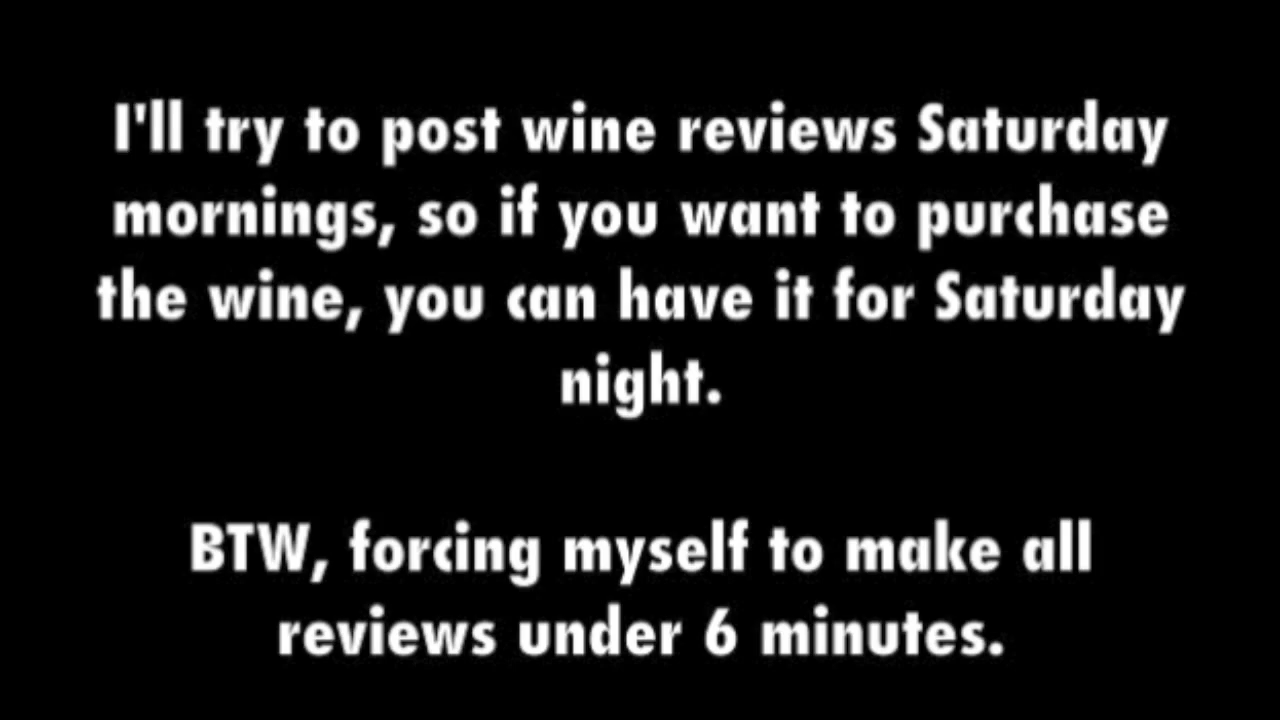 I'll try to post wine reviews Saturday
mornings, so if you want to purchase
the wine, you can have it for Saturday
night.
BTW, forcing myself to make all
reviews under 6 minutes.